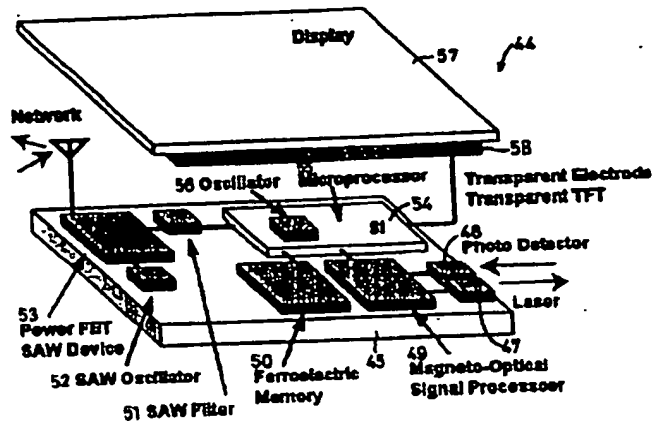 Display
57
44
Network
58
56 Oscillator
Microprocessor
54
Transparent Electrode
Transparent TFT
SI
48
Photo Detector
Laser
53
Power FET
SAW Device
52 SAW Oscillator
51 SAW Filter
50
Ferroelectric
Memory
45
49
Magneto-Optical
Signal Processor
47